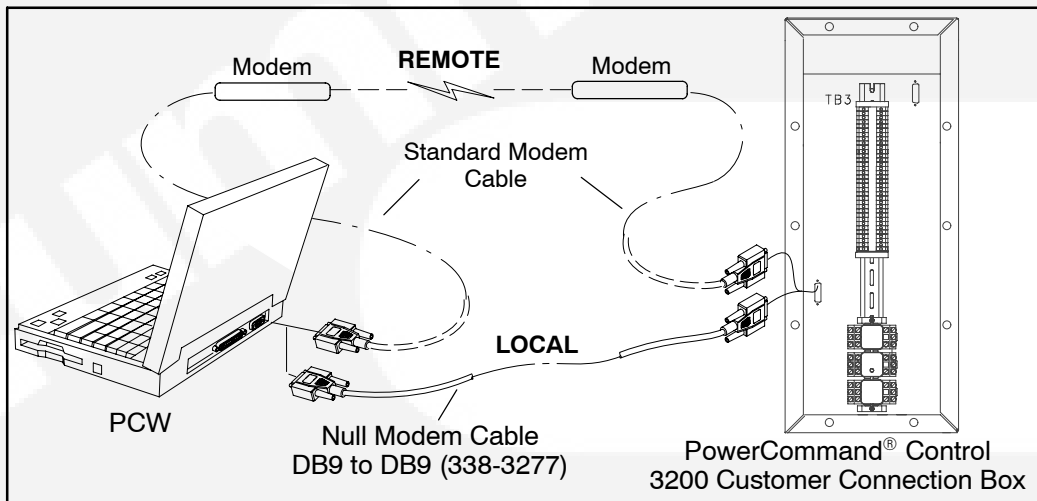 REMOTE
Modem
Modem
TB3
Standard Modem
Cable
LOCAL
PCW
Null Modem Cable
DB9 to DB9 (338-3277)
PowerCommand® Control
3200 Customer Connection Box